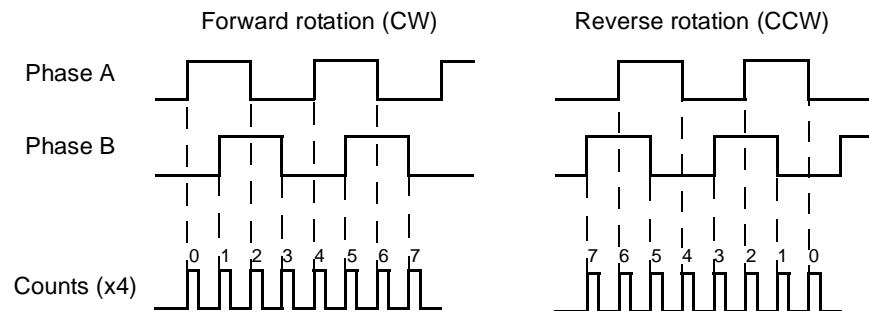 Forward rotation (CW)
Reverse rotation (CCW)
Phase A
Phase B
0 1 2 3 4 5 6 7
7 6 5 4 3 2 1 0
Counts (x4)